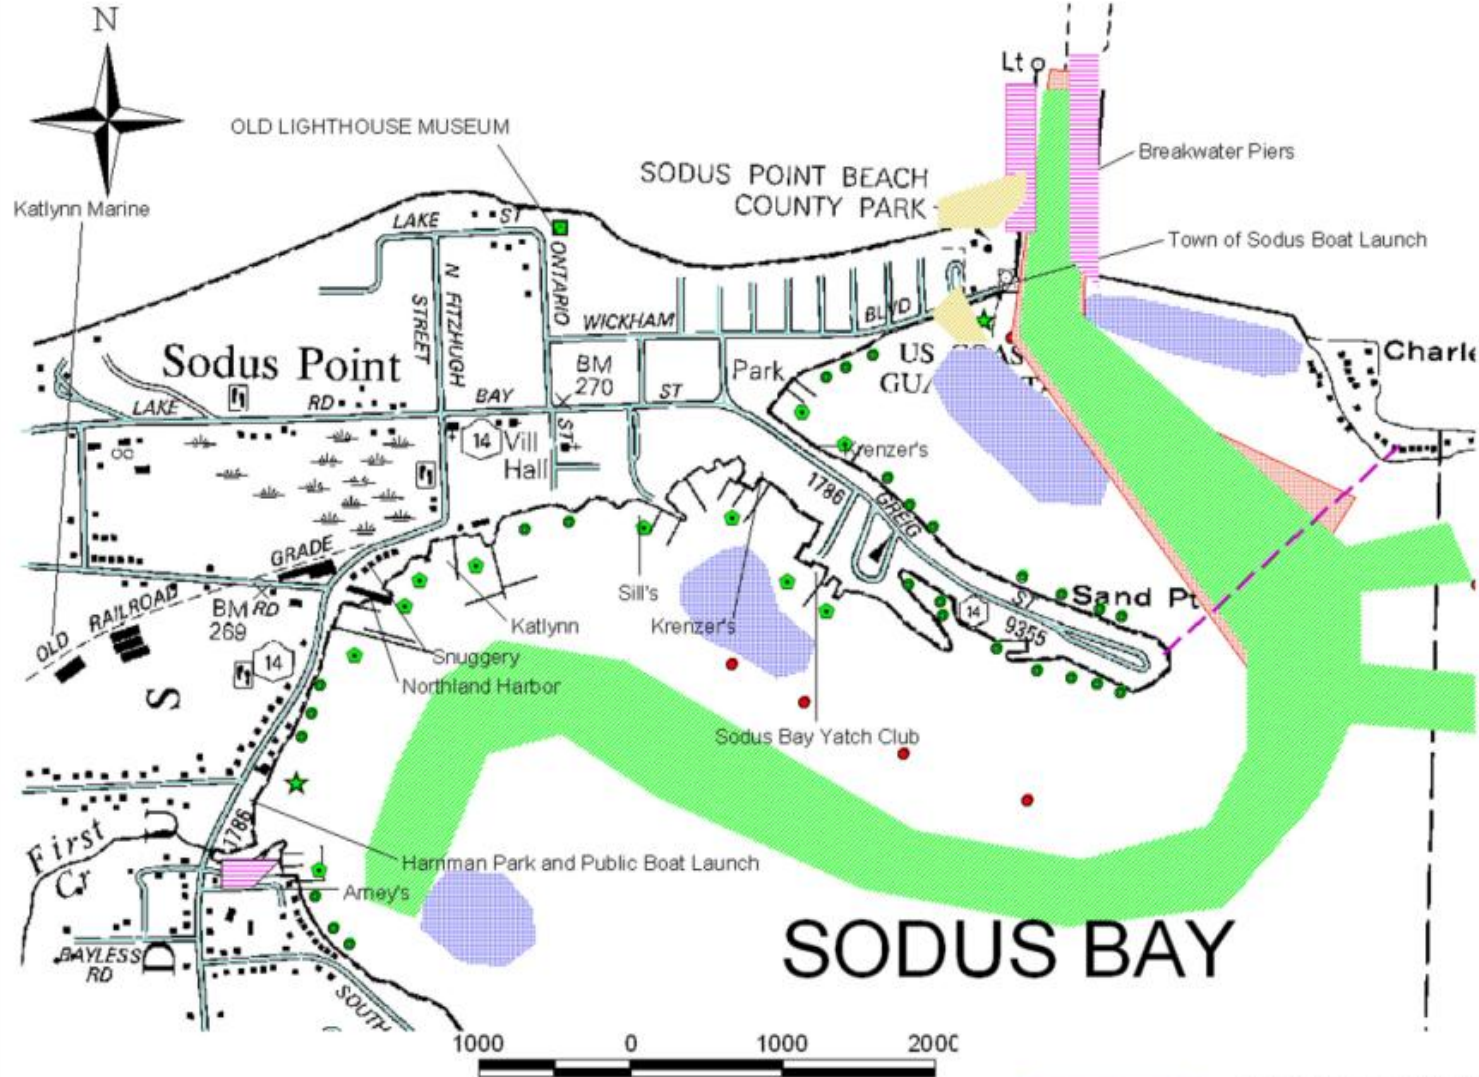 N
Lt
OLD LIGHTHOUSE MUSEUM
Breakwater Piers
SODUS POINT BEACH
COUNTY PARK
Katlynn Marine
LAKE ST
Town of Sodus Boat Launch
ONTARIO
N FITZHUGH
STREET
WICKHAM
BLVD
Sodus Point
BM
270
Park
Charle
LAKE
RD
BAY
ST
ST
14
Vill
Hall
Krenzer's
1786
GREIG
ST
GRADE
OLD
RAILROAD
BM
269
RD
14
Sill's
Krenzer's
Katlynn
Snuggery
Northland Harbor
14
9355
Sand Pt
S
Sodus Bay Yatch Club
U
1786
First
Cr
Harriman Park and Public Boat Launch
Arney's
D
BAYLESS
RD
SOUTH
SODUS BAY
1000
0
1000
2000